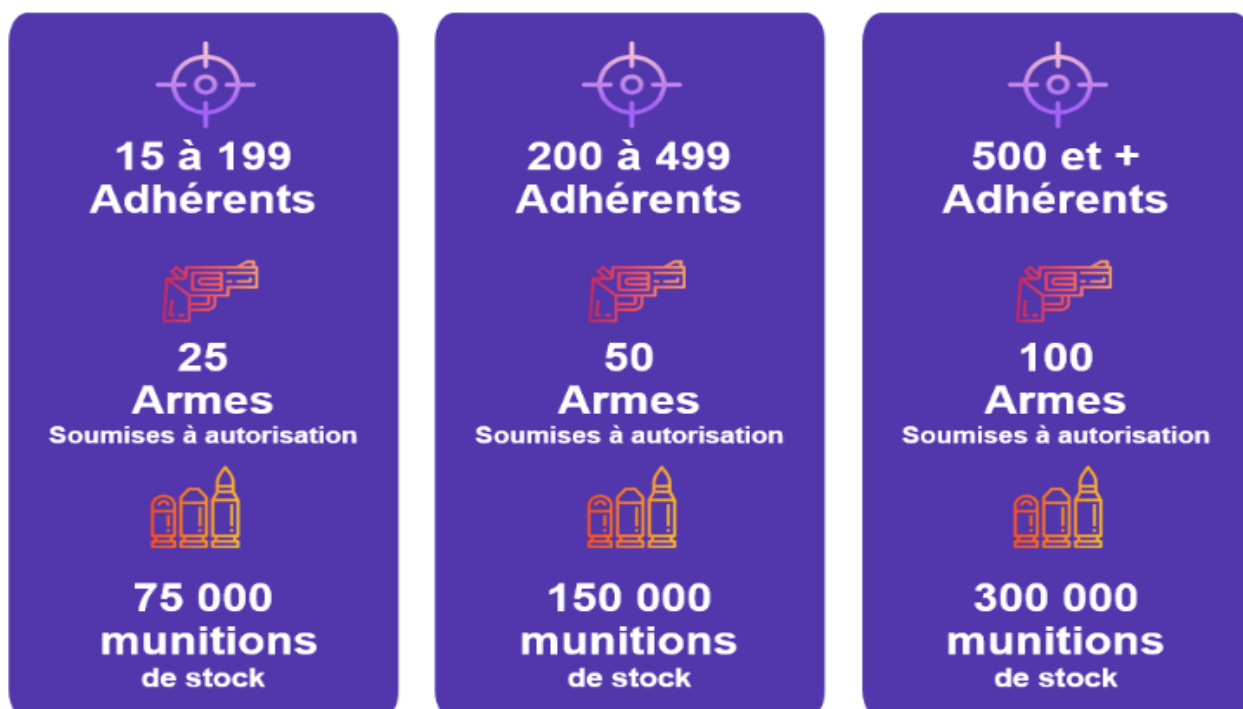 15 à 199
Adhérents
25
Armes
Soumises à autorisation
75 000
munitions
de stock
200 à 499
Adhérents
50
Armes
Soumises à autorisation
150 000
munitions
de stock
500 et +
Adhérents
100
Armes
Soumises à autorisation
300 000
munitions
de stock